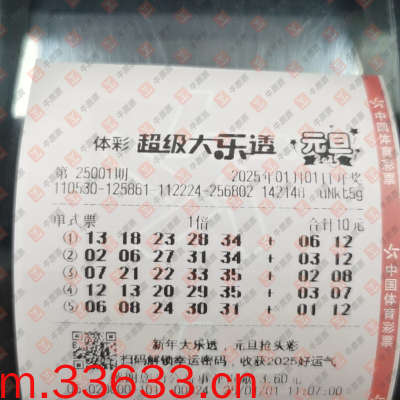 体彩 超级大乐透 元旦
第 25001期 2025年01月01日开奖
110530-125861 112224-256802 142148 uNkt5g
单式票 1倍 合计10元
① 13 18 23 28 34 + 06 12
② 02 06 27 31 34 + 03 12
③ 07 21 22 33 35 + 02 08
④ 12 13 20 29 35 + 03 07
⑤ 06 08 24 30 31 + 01 12
新年大乐透,元旦抢头彩
扫码解锁幸运密码,收获2025好运气
m.33633.cn
11:07:00
中国体育彩票
中国体育彩票